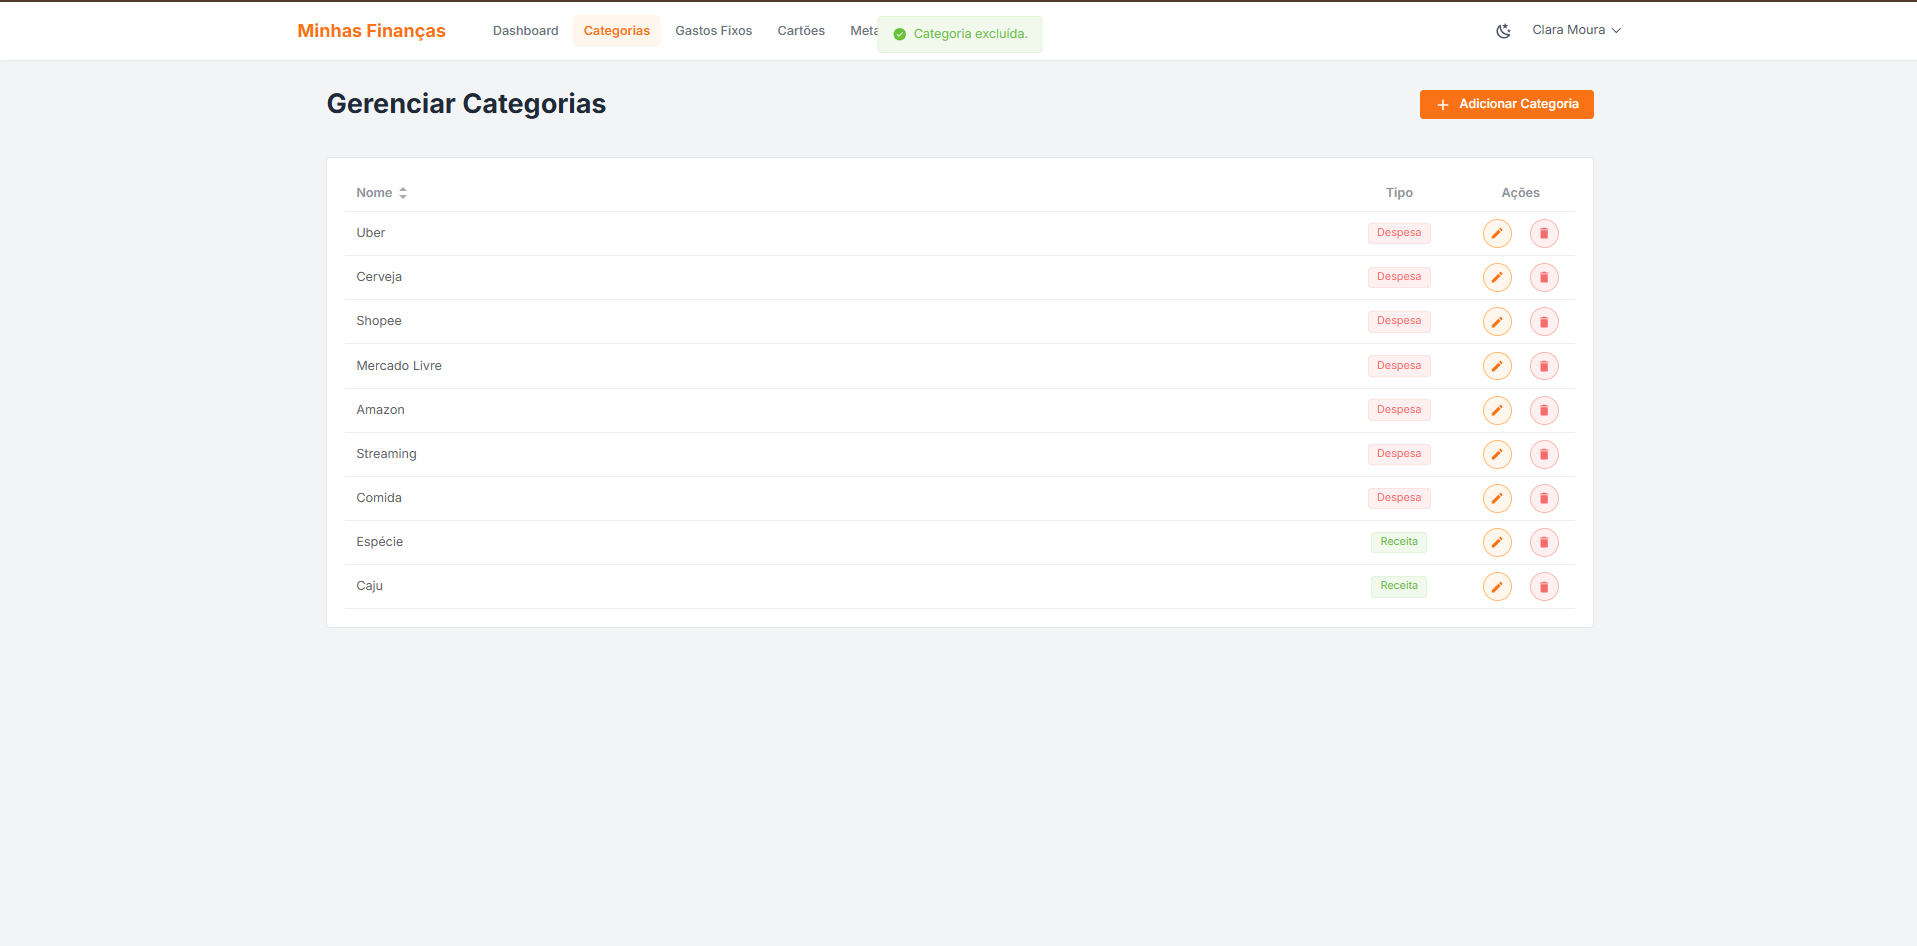 Minhas Finanças Dashboard Categorias Gastos Fixos Cartões Meta Categoria excluída. Clara Moura
Gerenciar Categorias Adicionar Categoria
Nome Tipo Ações
Uber Despesa
Cerveja Despesa
Shopee Despesa
Mercado Livre Despesa
Amazon Despesa
Streaming Despesa
Comida Despesa
Espécie Receita
Caju Receita